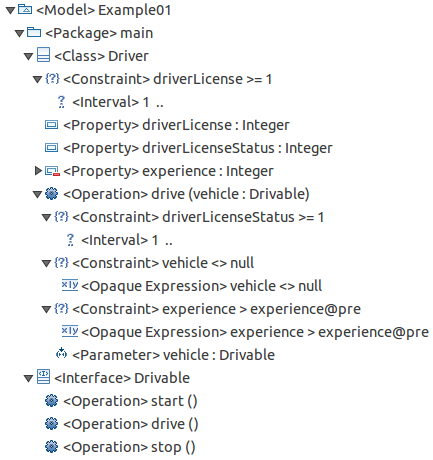 <Model> Example01
<Package> main
<Class> Driver
{?} <Constraint> driverLicense >= 1
? <Interval> 1 ..
<Property> driverLicense : Integer
<Property> driverLicenseStatus : Integer
<Property> experience : Integer
<Operation> drive (vehicle : Drivable)
{?} <Constraint> driverLicenseStatus >= 1
? <Interval> 1 ..
{?} <Constraint> vehicle <> null
x|y <Opaque Expression> vehicle <> null
{?} <Constraint> experience > experience@pre
x|y <Opaque Expression> experience > experience@pre
<Parameter> vehicle : Drivable
<Interface> Drivable
<Operation> start ()
<Operation> drive ()
<Operation> stop ()